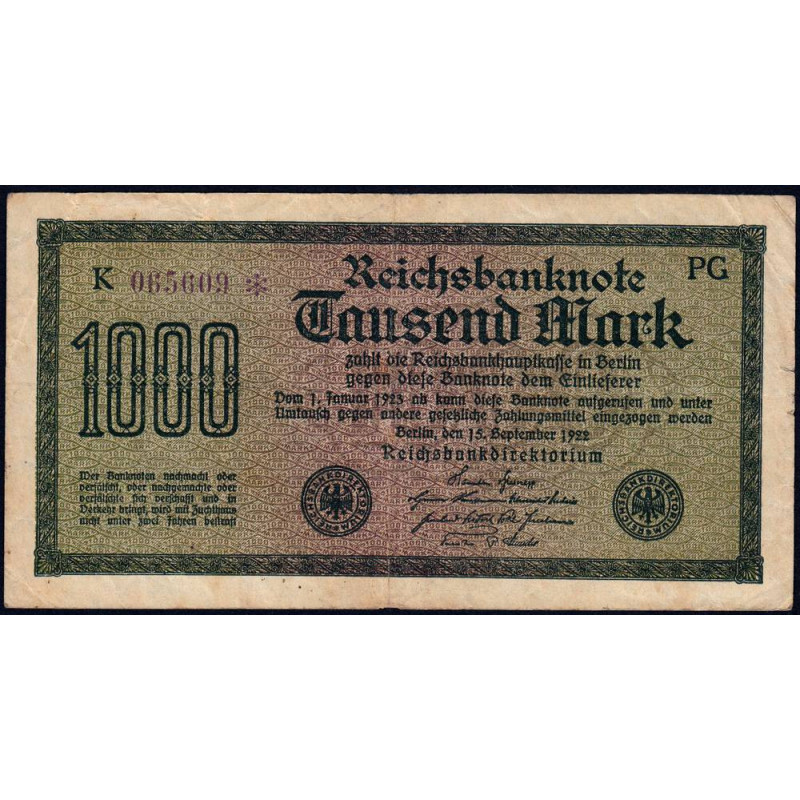 K 065609 *
PG
Reichsbanknote
Tausend Mark
1000
zahlt die Reichsbankhauptkasse in Berlin
gegen diese Banknote dem Einlieferer
Vom 1. Januar 1923 ab kann diese Banknote aufgerufen und unter
Umtausch gegen andere gesetzliche Zahlungsmittel eingezogen werden
Berlin, den 15. September 1922
Reichsbankdirektorium
Wer Banknoten nachmacht oder
verfälscht, oder nachgemachte oder
verfälschte sich verschafft und in
Verkehr bringt, wird mit Zuchthaus
nicht unter zwei Jahren bestraft
REICHSBANKDIREKTORIUM
REICHSBANKDIREKTORIUM